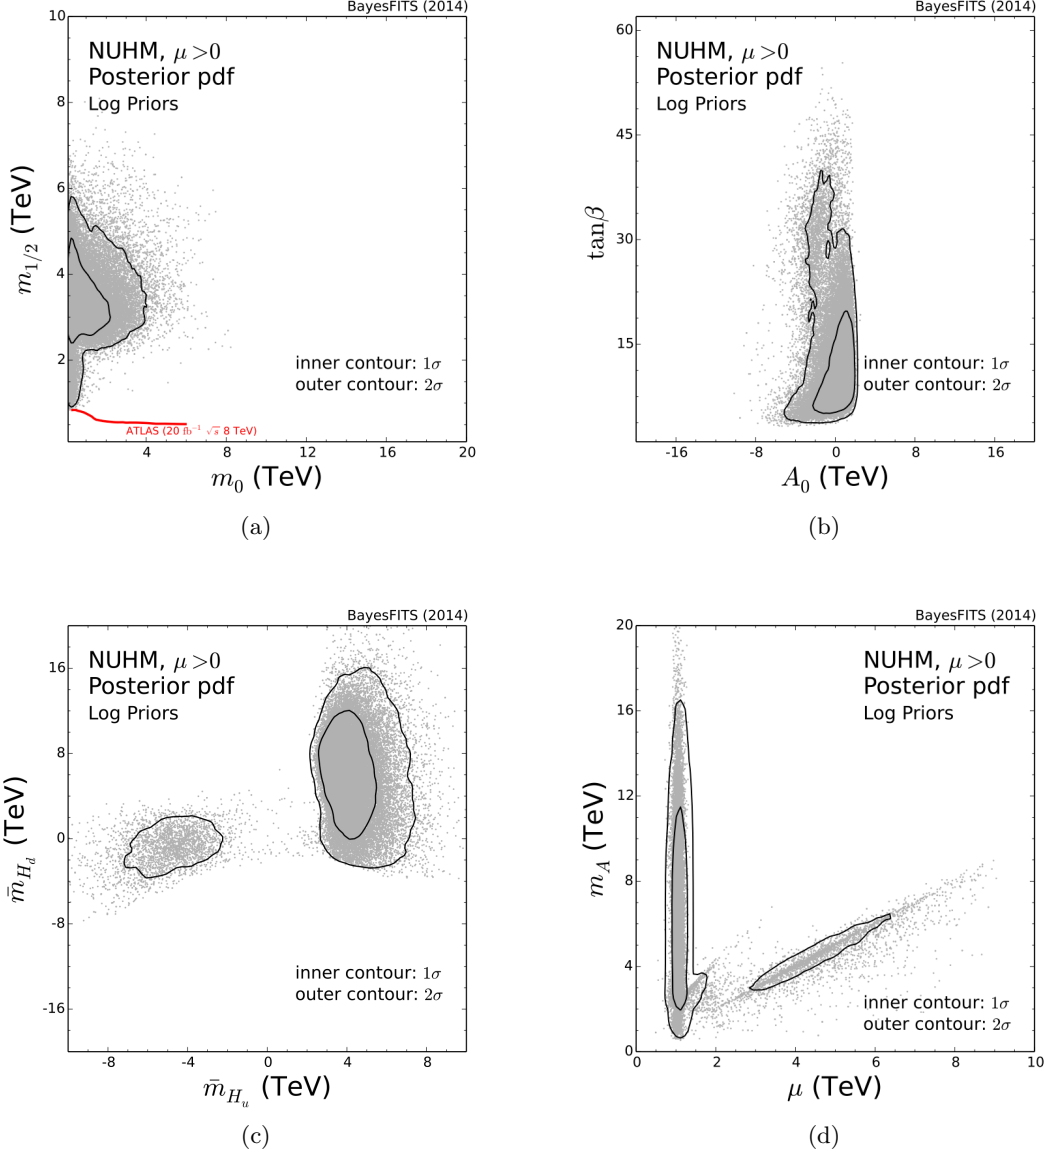 BayesFITS (2014)
NUHM, μ > 0
Posterior pdf
Log Priors
inner contour: 1σ
outer contour: 2σ
ATLAS (20 fb⁻¹ √s 8 TeV)
10
8
6
4
2
4 8 12 16 20
m₁/₂ (TeV)
m₀ (TeV)
(a)
BayesFITS (2014)
NUHM, μ > 0
Posterior pdf
Log Priors
inner contour: 1σ
outer contour: 2σ
60
45
30
15
-16 -8 0 8 16
tanβ
A₀ (TeV)
(b)
BayesFITS (2014)
NUHM, μ > 0
Posterior pdf
Log Priors
inner contour: 1σ
outer contour: 2σ
16
8
0
-8
-16
-8 -4 0 4 8
m̄_{H_d} (TeV)
m̄_{H_u} (TeV)
(c)
BayesFITS (2014)
NUHM, μ > 0
Posterior pdf
Log Priors
inner contour: 1σ
outer contour: 2σ
20
16
12
8
4
0
0 2 4 6 8 10
m_A (TeV)
μ (TeV)
(d)